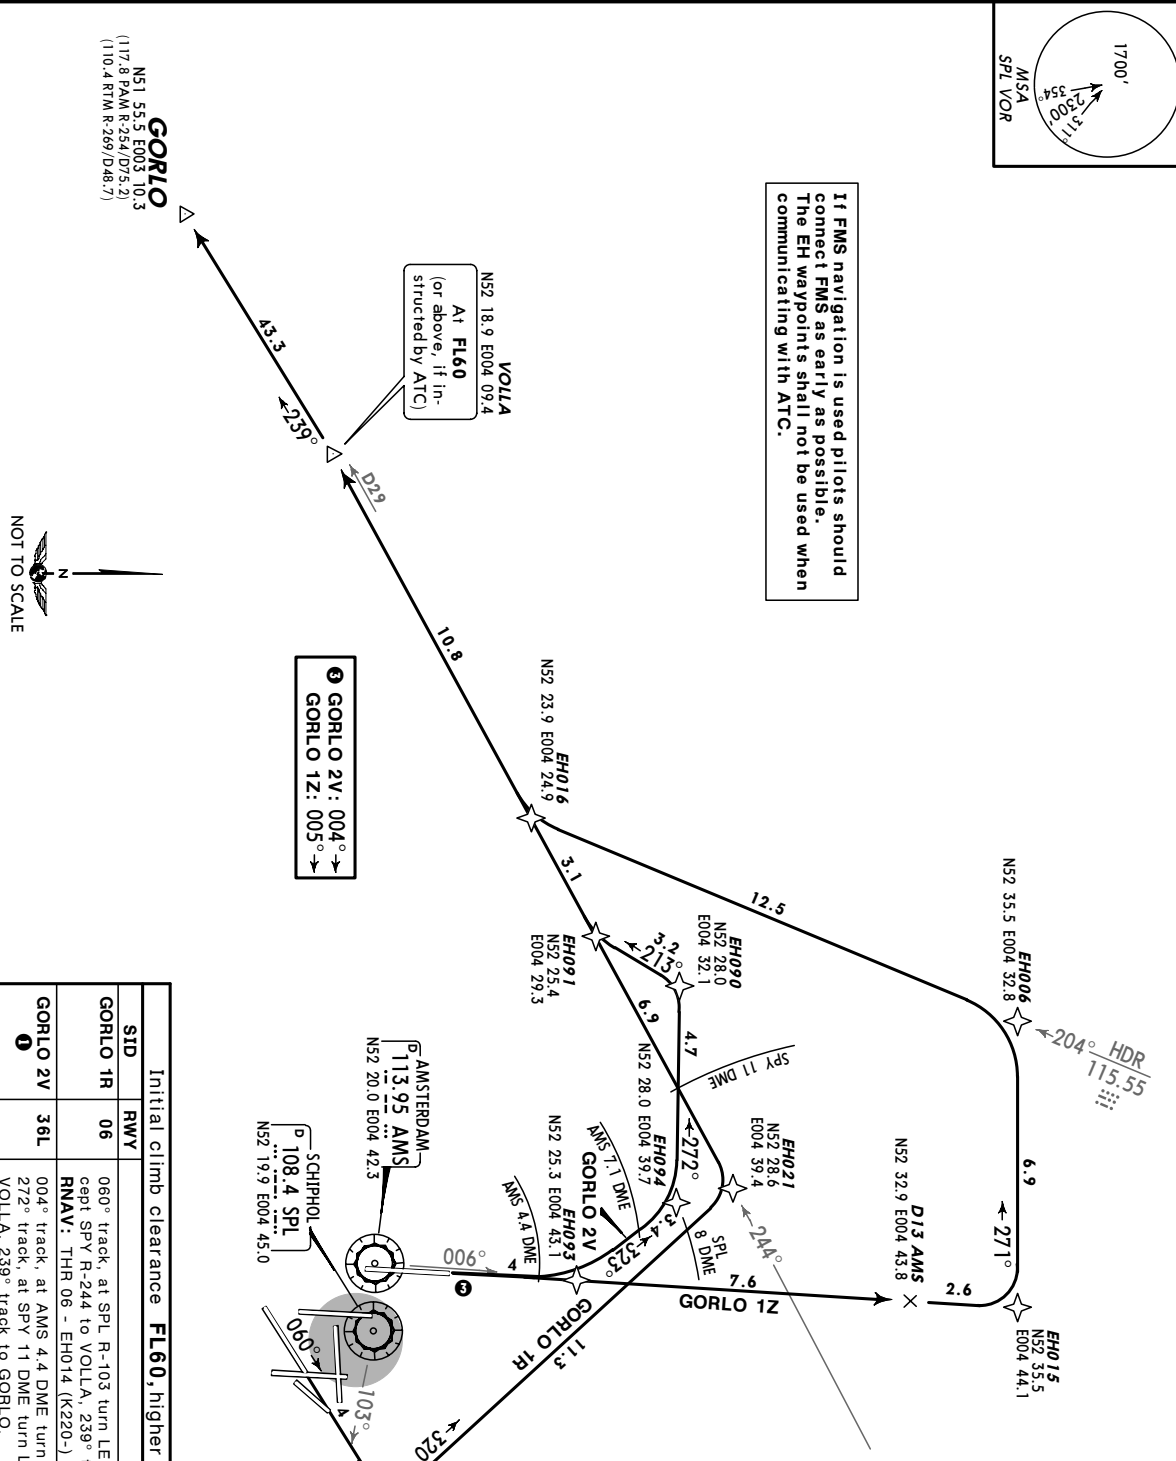 1700'
2300'
354°
311°
MSA
SPL VOR
If FMS navigation is used pilots should
connect FMS as early as possible.
The EH waypoints shall not be used when
communicating with ATC.
GORLO
N51 55.5 E003 10.3
(117.8 PAM R-254/D75.2)
(110.4 RTM R-269/D48.7)
43.3
239°
VOLLA
N52 18.9 E004 09.4
At FL60
(or above, if in-
structed by ATC)
D29
10.8
NOT TO SCALE
N
❸ GORLO 2V: 004°
GORLO 1Z: 005°
EH016
N52 23.9 E004 24.9
3.1
12.5
EH006
N52 35.5 E004 32.8
204° HDR
115.55
6.9
271°
EH015
N52 35.5
E004 44.1
2.6
D13 AMS
N52 32.9 E004 43.8
EH090
N52 28.0
E004 32.1
3.2
213°
EH091
N52 25.4
E004 29.3
6.9
4.7
SPY 11 DME
272°
EH021
N52 28.6
E004 39.4
244°
EH094
N52 28.0 E004 39.7
AMS 7.1 DME
GORLO 2V
3.4
323°
SPL
8 DME
EH093
N52 25.3 E004 43.1
AMS 4.4 DME
7.6
GORLO 1Z
GORLO 1R
11.3
320
006°
4
❸
AMSTERDAM
D 113.95 AMS
N52 20.0 E004 42.3
SCHIPHOL
D 108.4 SPL
N52 19.9 E004 45.0
060°
4
103°
Initial climb clearance FL60, higher
SID RWY
GORLO 1R 06 060° track, at SPL R-103 turn LE
cept SPY R-244 to VOLLA, 239°
RNAV: THR 06 - EH014 (K220-)
GORLO 2V 36L 004° track, at AMS 4.4 DME turn
❶ 272° track, at SPY 11 DME turn L
VOLLA, 239° track to GORLO.